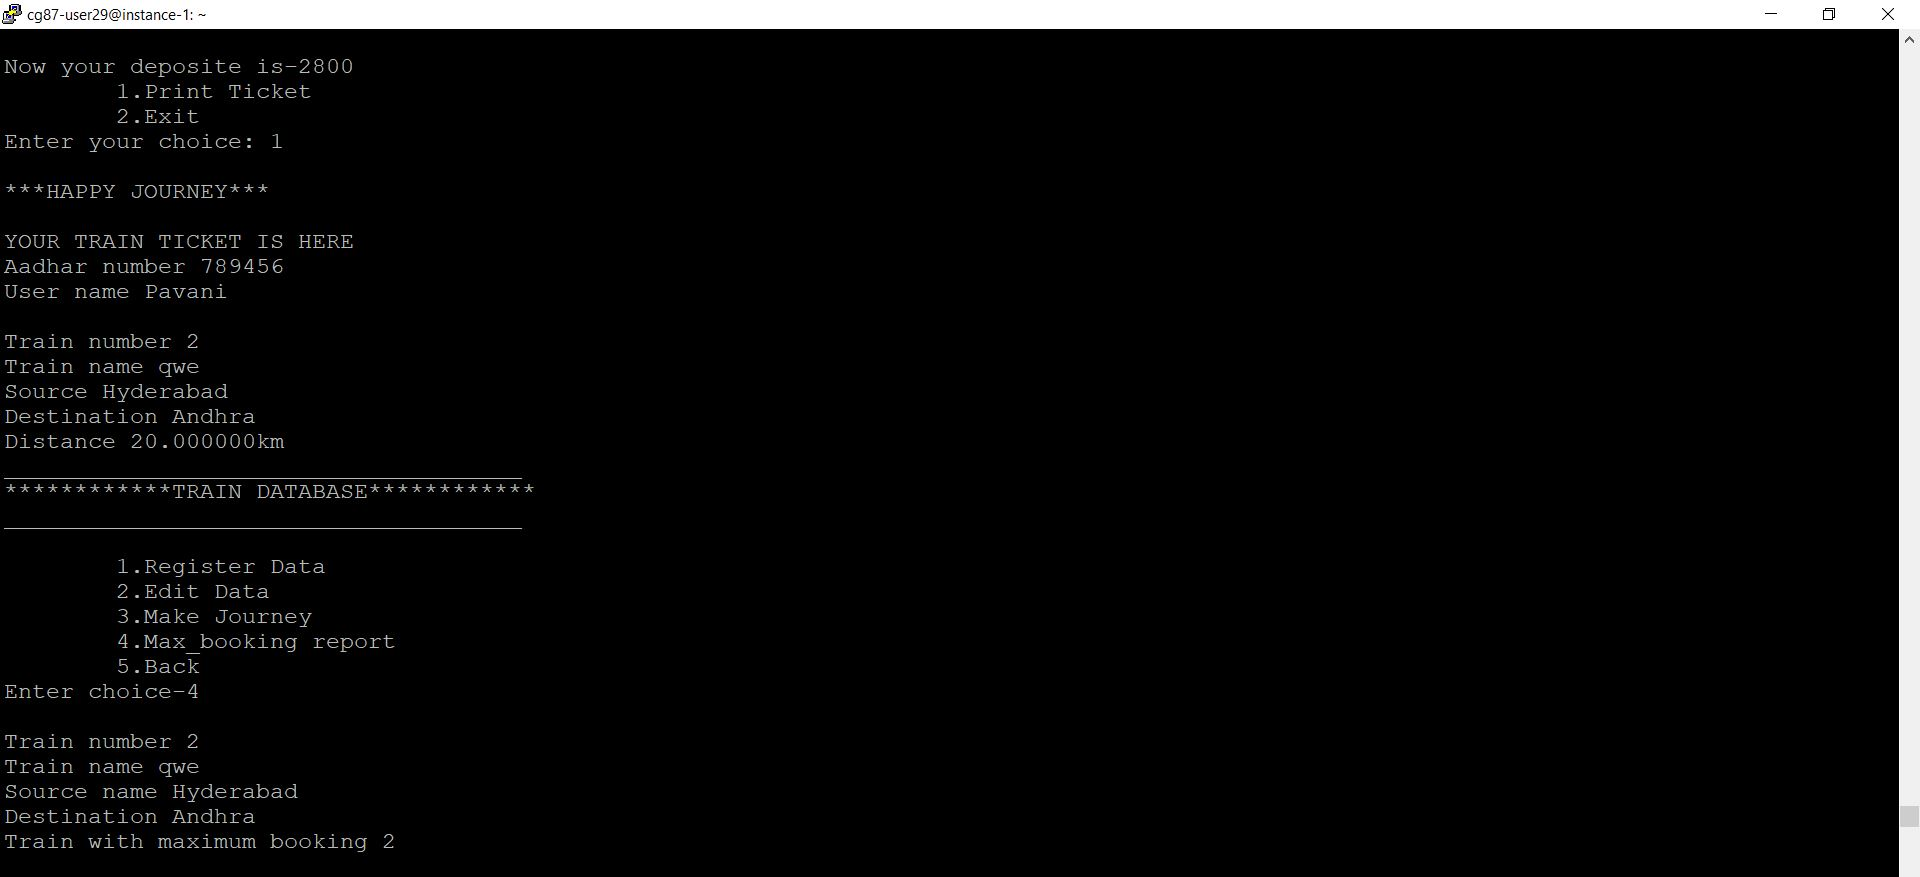 cg87-user29@instance-1: ~
Now your deposite is-2800
1.Print Ticket
2.Exit
Enter your choice: 1
***HAPPY JOURNEY***
YOUR TRAIN TICKET IS HERE
Aadhar number 789456
User name Pavani
Train number 2
Train name qwe
Source Hyderabad
Destination Andhra
Distance 20.000000km
_____________________________________
************TRAIN DATABASE************
_____________________________________
1.Register Data
2.Edit Data
3.Make Journey
4.Max_booking report
5.Back
Enter choice-4
Train number 2
Train name qwe
Source name Hyderabad
Destination Andhra
Train with maximum booking 2